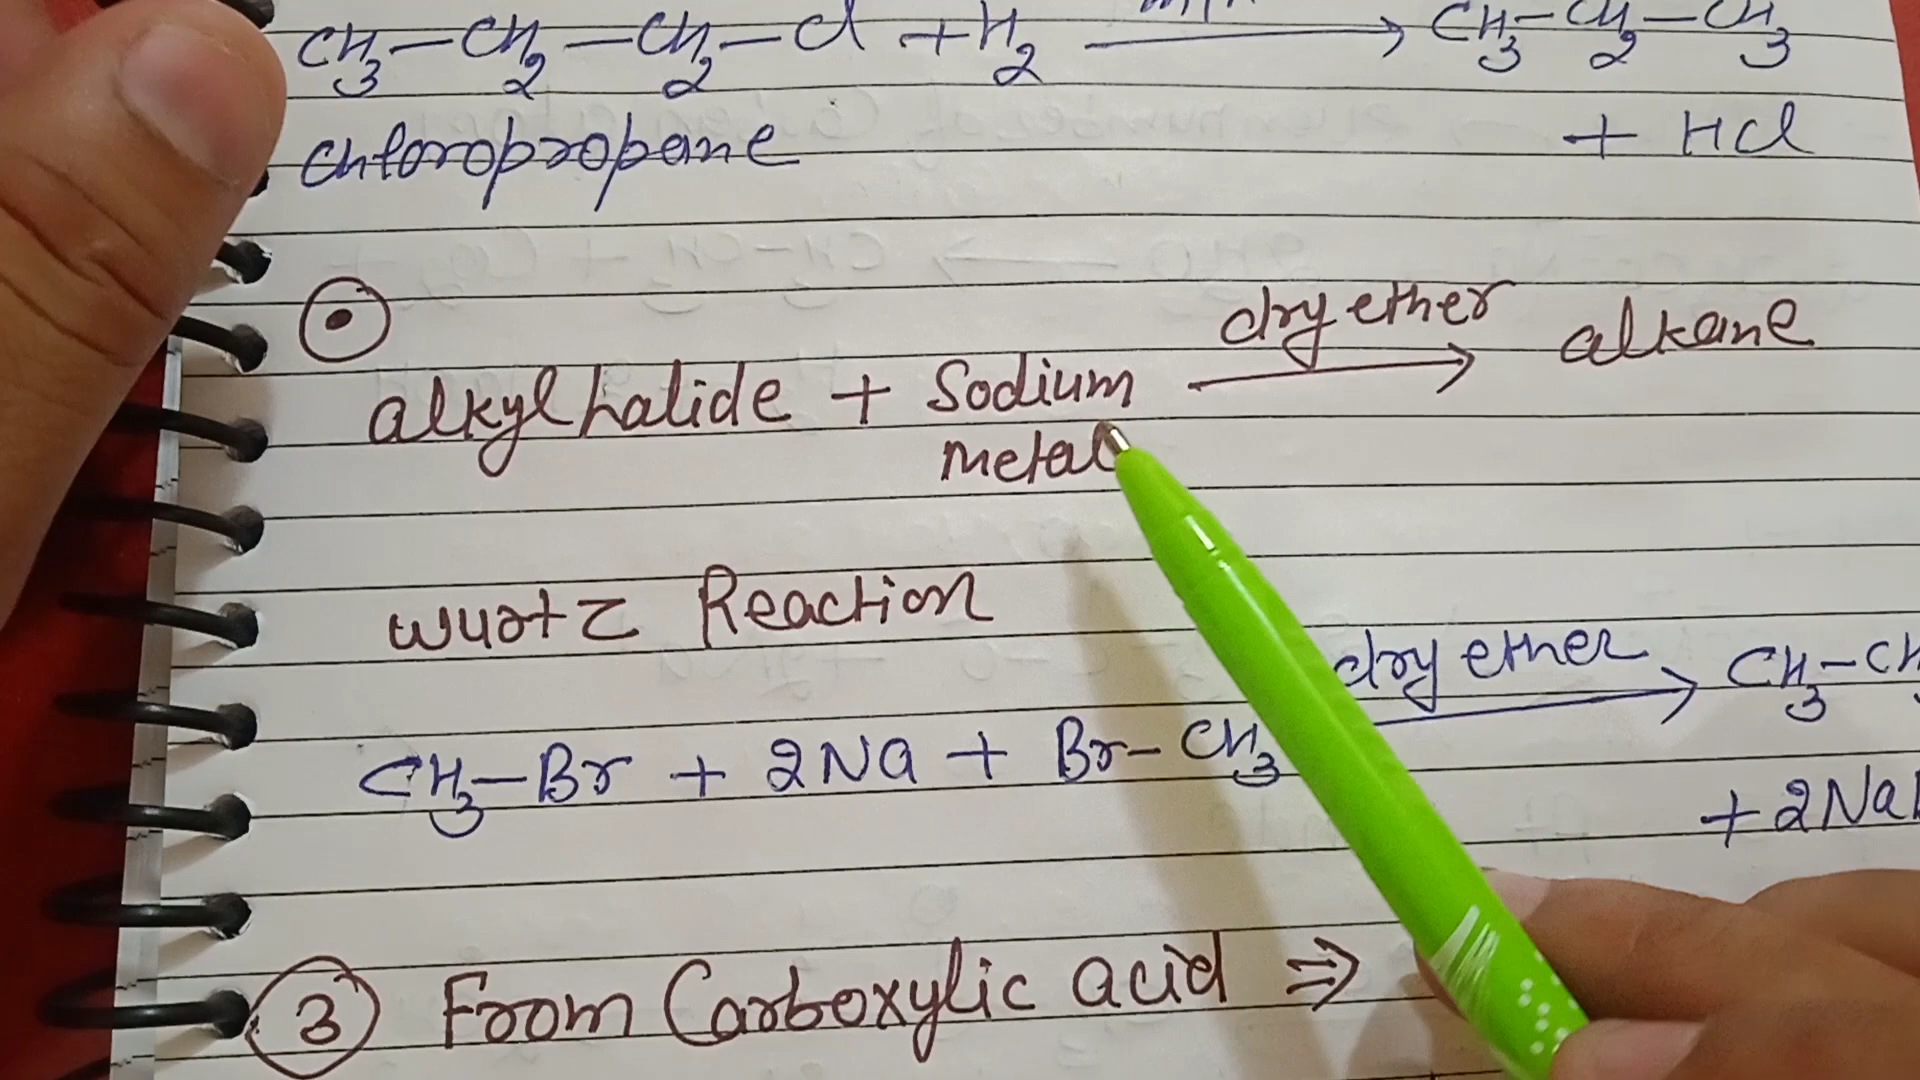 CH₃–CH₂–CH₂–Cl + H₂ ⟶ CH₃–CH₂–CH₃
chloropropane + HCl
dry ether
alkyl halide + Sodium ⟶ alkane
metal
wurtz Reaction
dry ether
CH₃–Br + 2Na + Br–CH₃ ⟶ CH₃–CH
+ 2Na
③ From Carboxylic acid ⇒